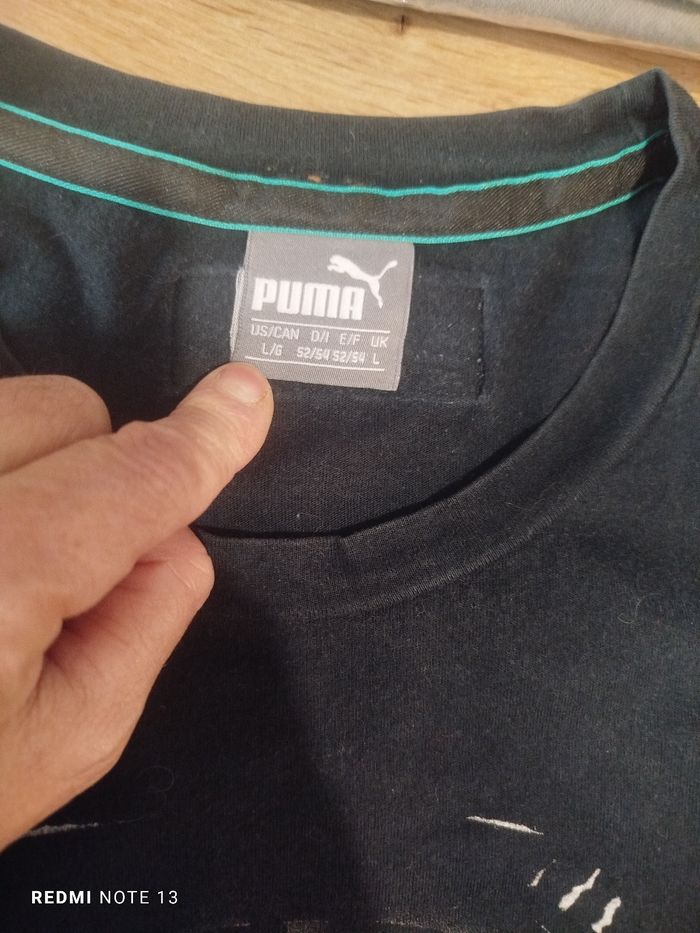 PUMA
US/CAN D/I E/F UK
L/G 52/54 52/54 L
REDMI NOTE 13